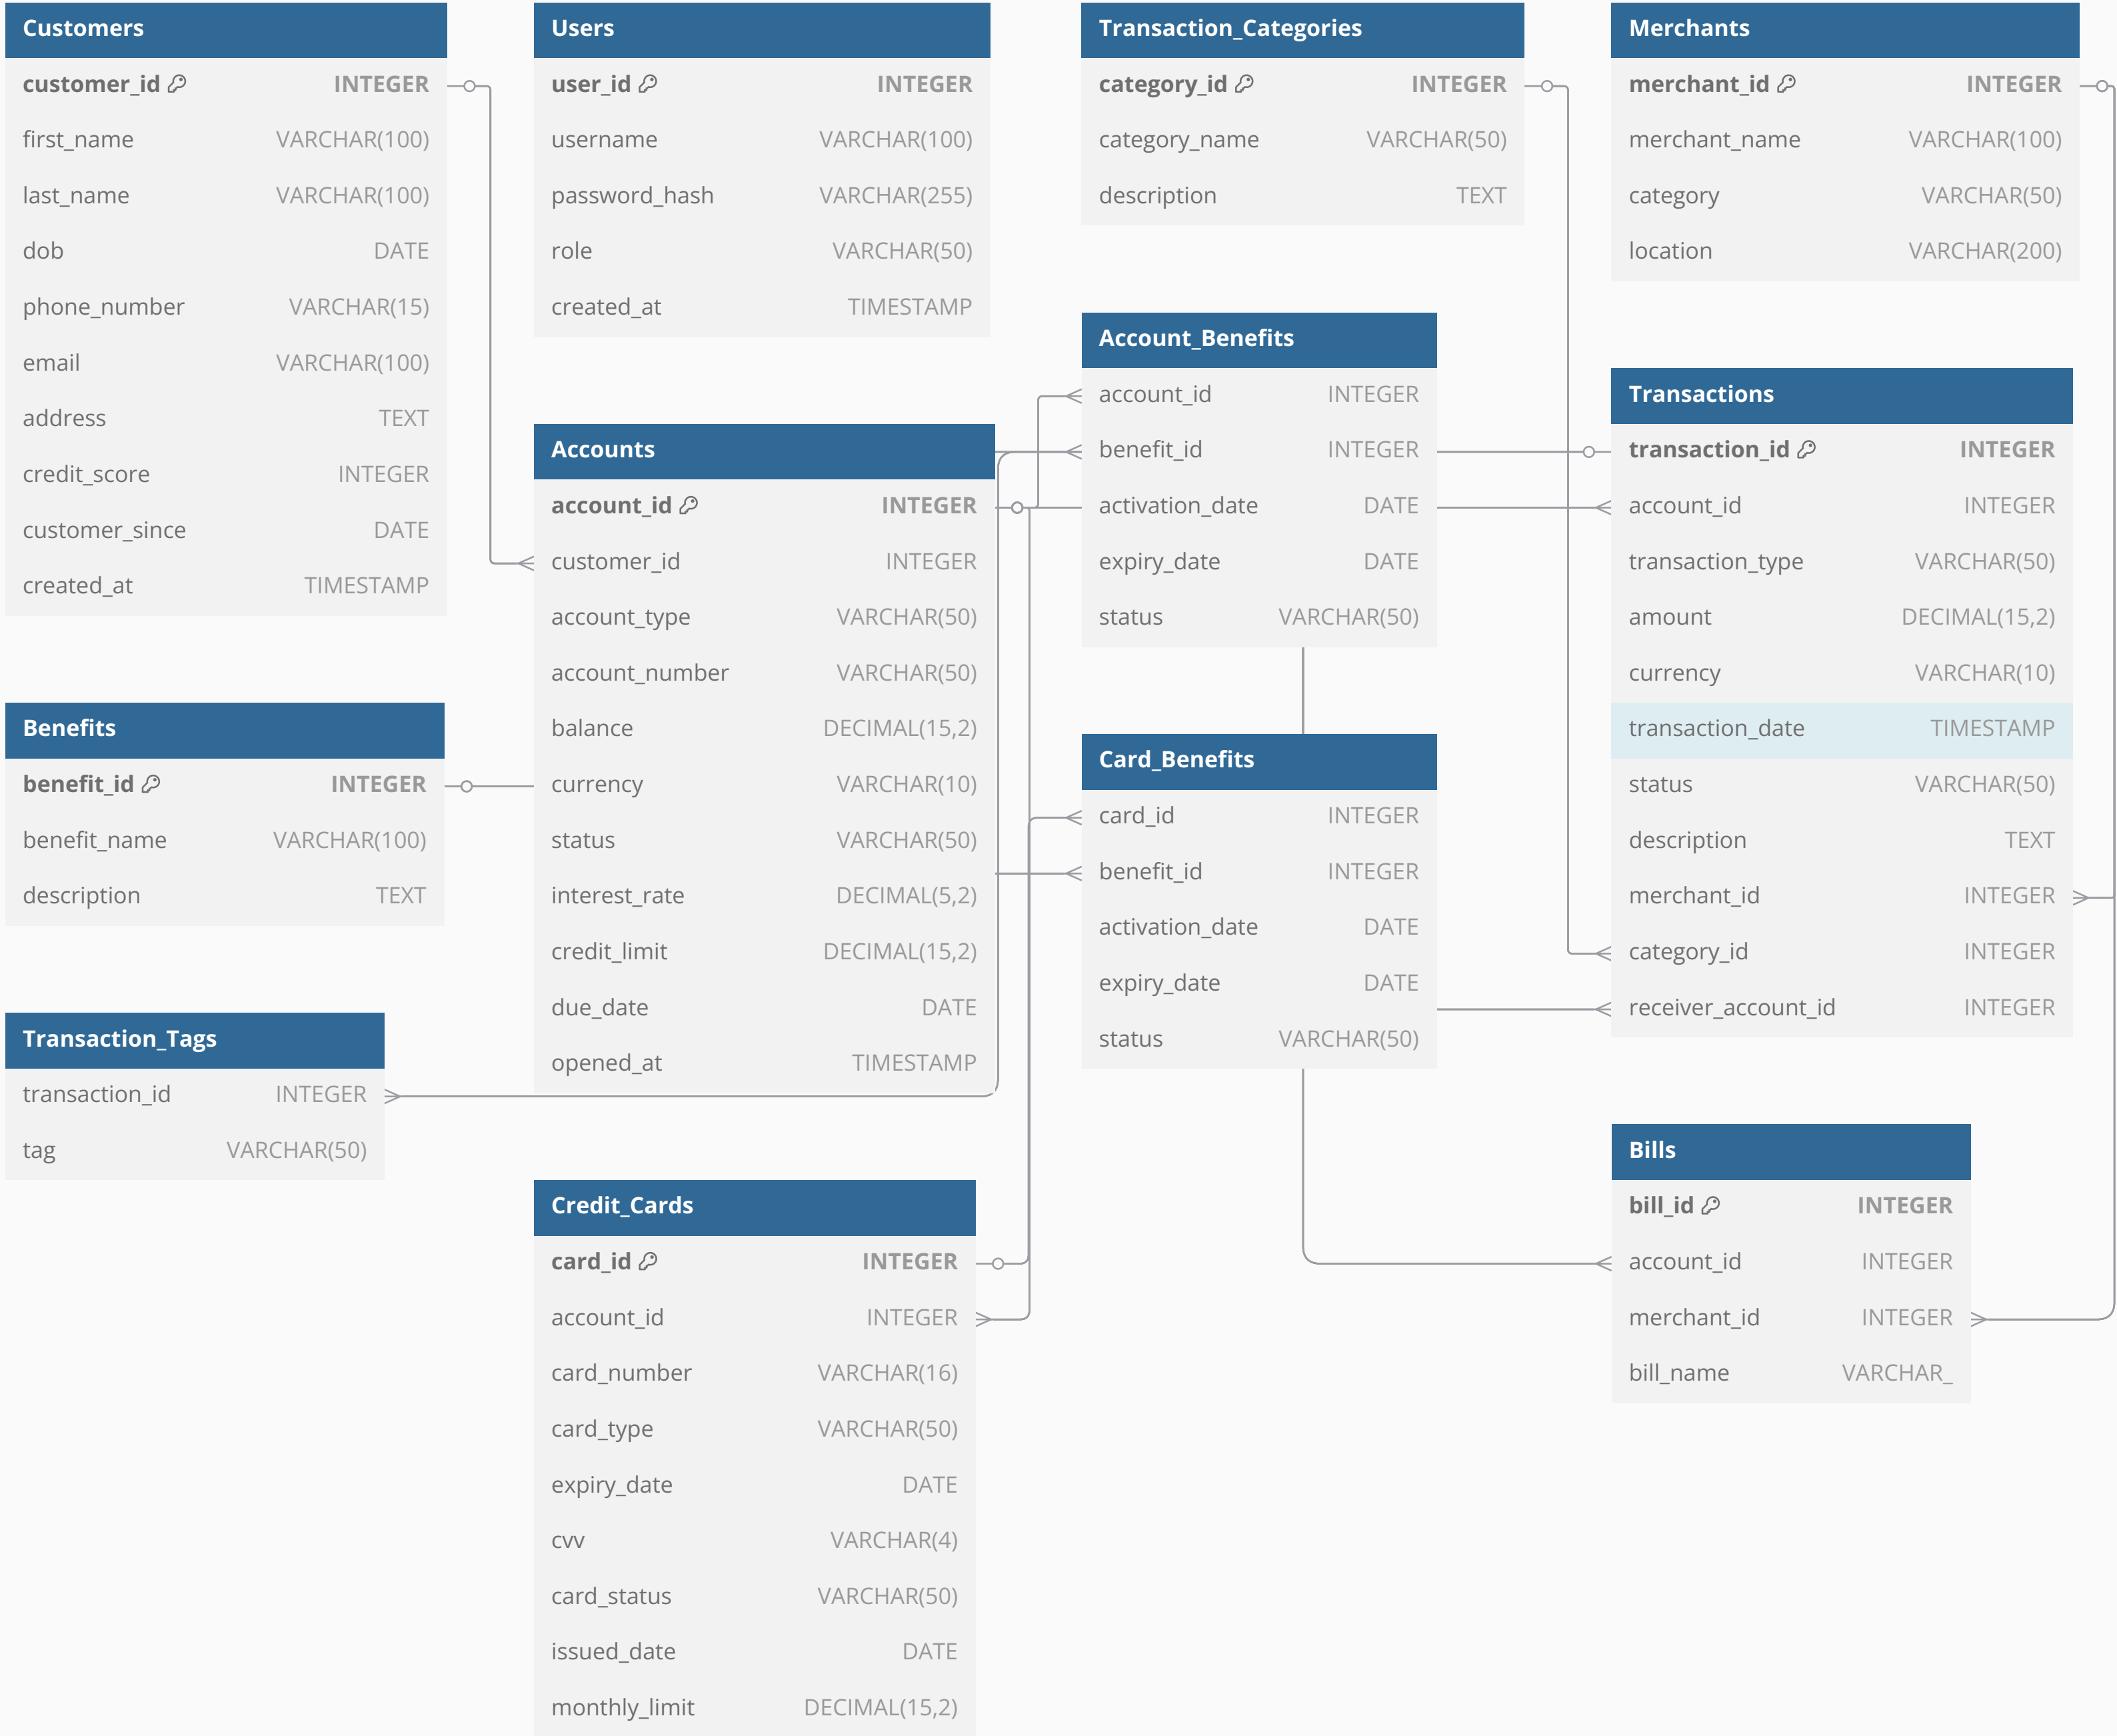 Customers
customer_id INTEGER
first_name VARCHAR(100)
last_name VARCHAR(100)
dob DATE
phone_number VARCHAR(15)
email VARCHAR(100)
address TEXT
credit_score INTEGER
customer_since DATE
created_at TIMESTAMP
Users
user_id INTEGER
username VARCHAR(100)
password_hash VARCHAR(255)
role VARCHAR(50)
created_at TIMESTAMP
Transaction_Categories
category_id INTEGER
category_name VARCHAR(50)
description TEXT
Merchants
merchant_id INTEGER
merchant_name VARCHAR(100)
category VARCHAR(50)
location VARCHAR(200)
Account_Benefits
account_id INTEGER
benefit_id INTEGER
activation_date DATE
expiry_date DATE
status VARCHAR(50)
Transactions
transaction_id INTEGER
account_id INTEGER
transaction_type VARCHAR(50)
amount DECIMAL(15,2)
currency VARCHAR(10)
transaction_date TIMESTAMP
status VARCHAR(50)
description TEXT
merchant_id INTEGER
category_id INTEGER
receiver_account_id INTEGER
Accounts
account_id INTEGER
customer_id INTEGER
account_type VARCHAR(50)
account_number VARCHAR(50)
balance DECIMAL(15,2)
currency VARCHAR(10)
status VARCHAR(50)
interest_rate DECIMAL(5,2)
credit_limit DECIMAL(15,2)
due_date DATE
opened_at TIMESTAMP
Benefits
benefit_id INTEGER
benefit_name VARCHAR(100)
description TEXT
Card_Benefits
card_id INTEGER
benefit_id INTEGER
activation_date DATE
expiry_date DATE
status VARCHAR(50)
Transaction_Tags
transaction_id INTEGER
tag VARCHAR(50)
Bills
bill_id INTEGER
account_id INTEGER
merchant_id INTEGER
bill_name VARCHAR_
Credit_Cards
card_id INTEGER
account_id INTEGER
card_number VARCHAR(16)
card_type VARCHAR(50)
expiry_date DATE
cvv VARCHAR(4)
card_status VARCHAR(50)
issued_date DATE
monthly_limit DECIMAL(15,2)